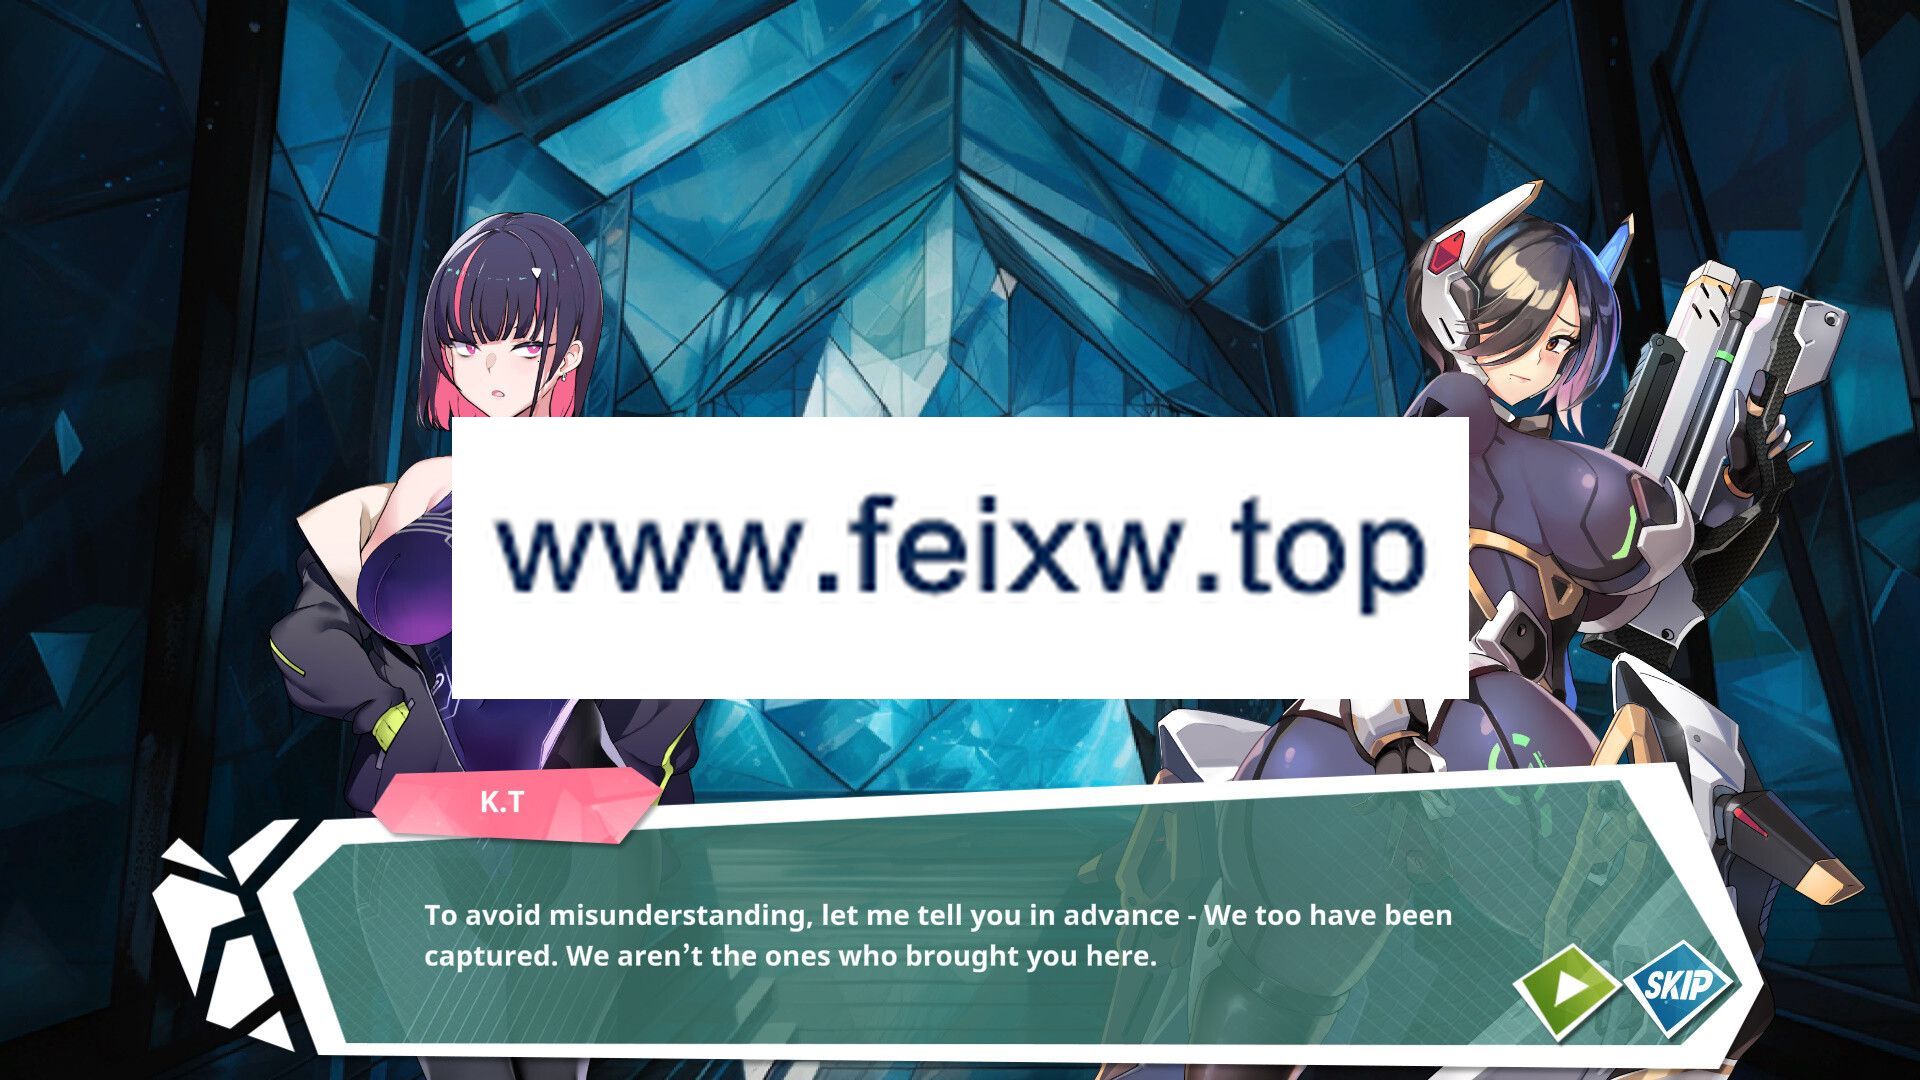 www.feixw.top
K.T
To avoid misunderstanding, let me tell you in advance - We too have been
captured. We aren’t the ones who brought you here.
SKIP